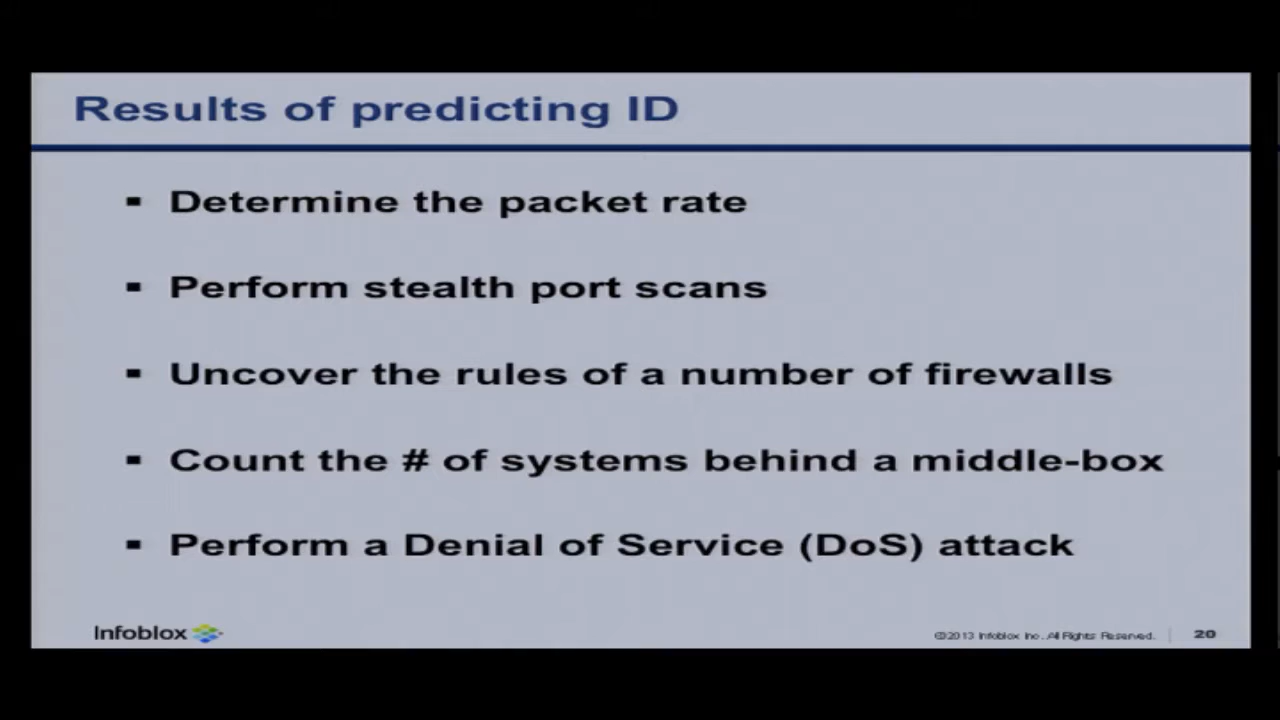 Results of predicting ID
▪ Determine the packet rate
▪ Perform stealth port scans
▪ Uncover the rules of a number of firewalls
▪ Count the # of systems behind a middle-box
▪ Perform a Denial of Service (DoS) attack
Infoblox
©2013 Infoblox Inc. All Rights Reserved.
20